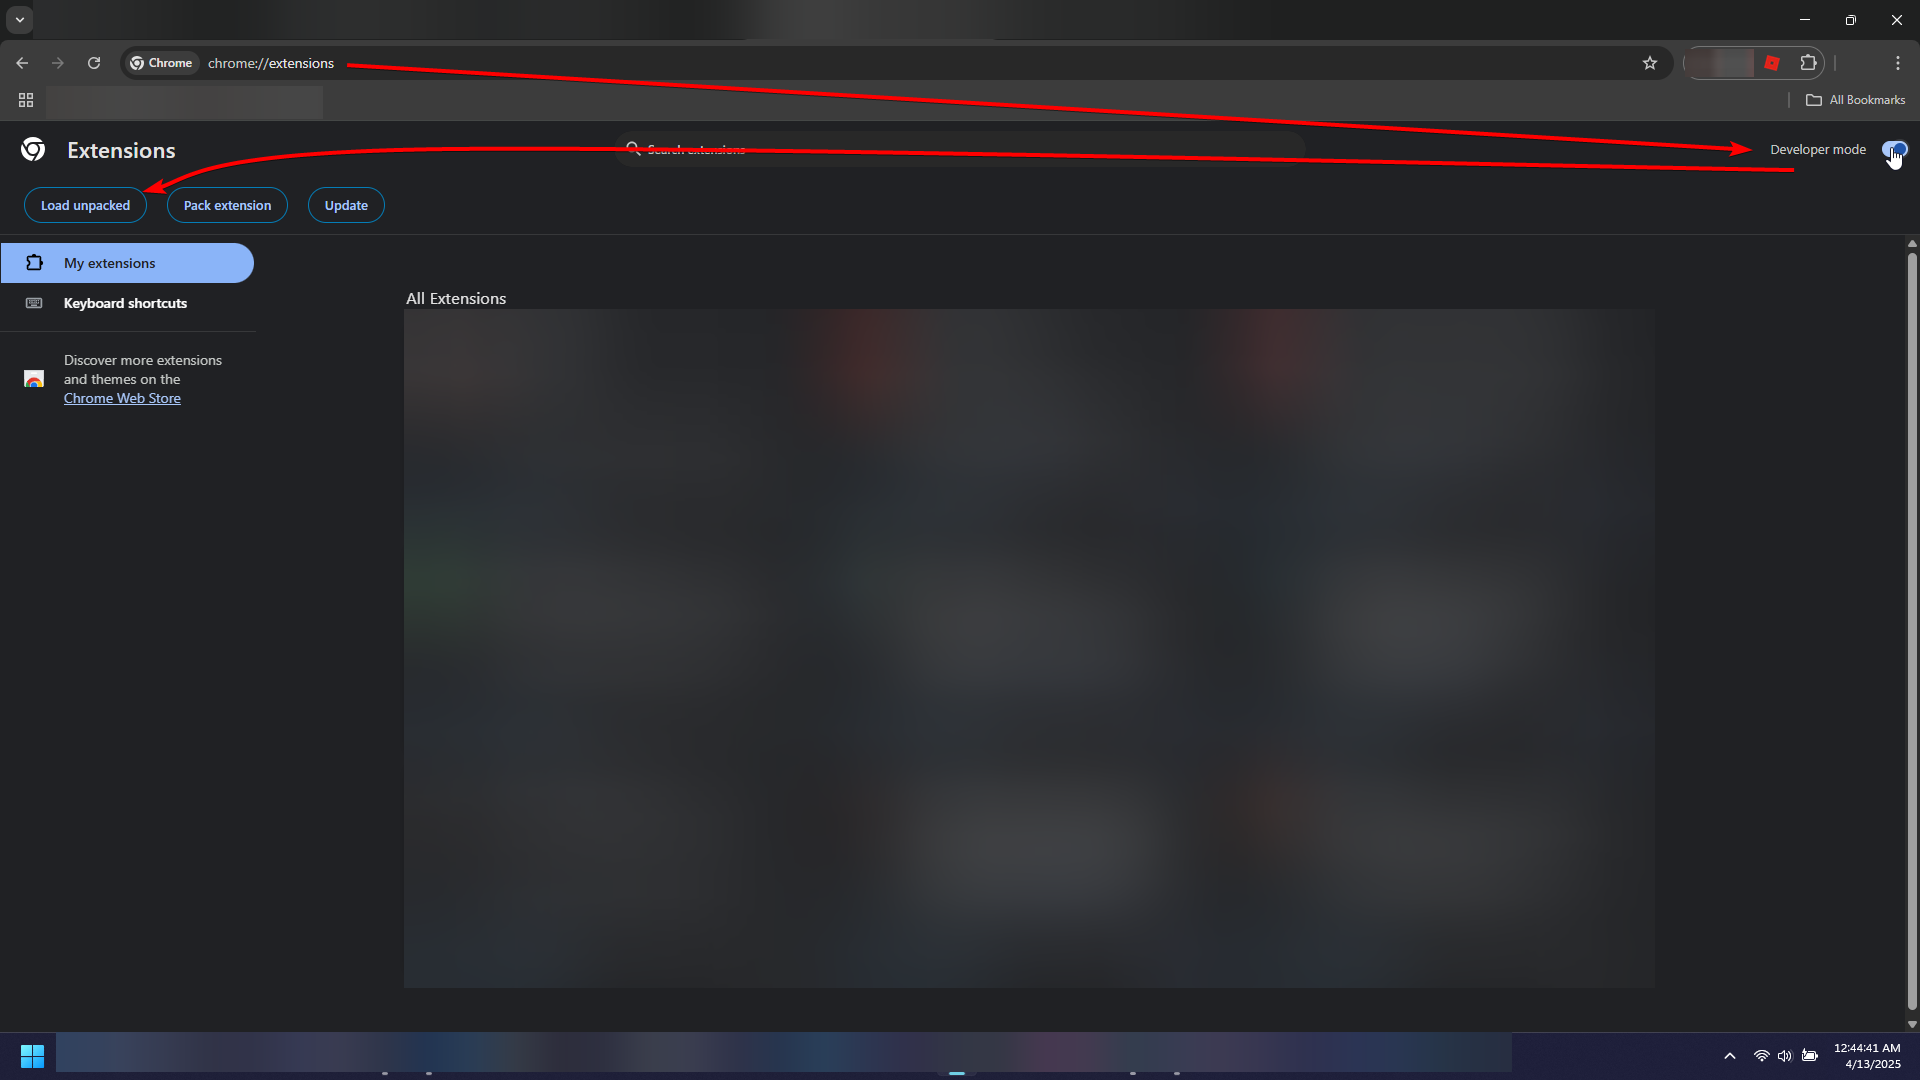 Chrome
chrome://extensions
All Bookmarks
Extensions
Search extensions
Developer mode
Load unpacked
Pack extension
Update
My extensions
Keyboard shortcuts
Discover more extensions
and themes on the
Chrome Web Store
All Extensions
12:44:41 AM
4/13/2025